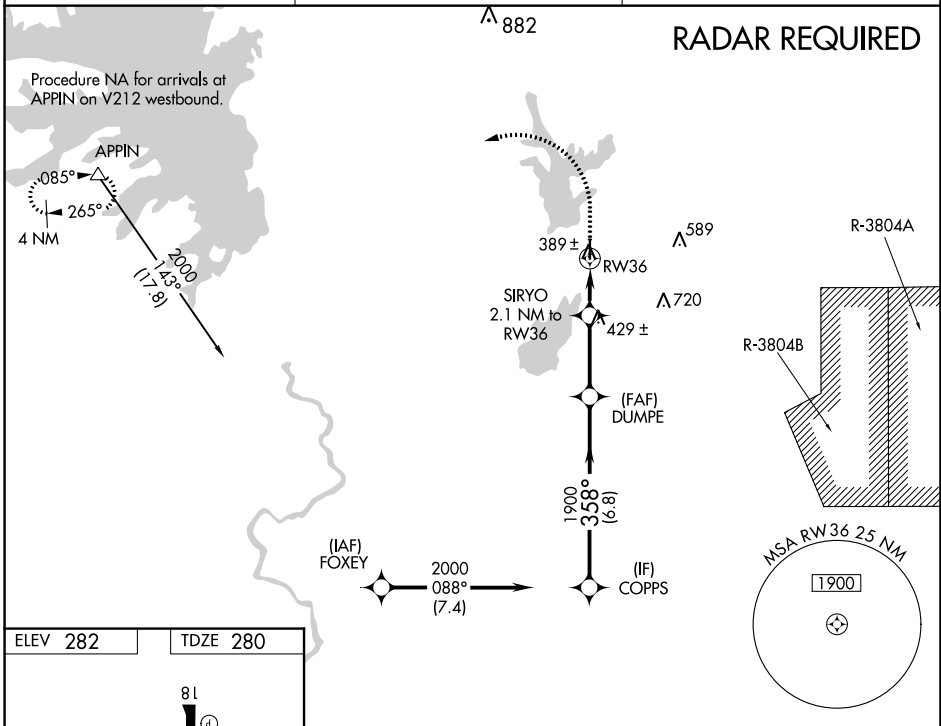 882
RADAR REQUIRED
Procedure NA for arrivals at
APPIN on V212 westbound.
APPIN
085°
265°
4 NM
2000
143°
(17.8)
389 ±
RW36
589
SIRYO
2.1 NM to
RW36
429 ±
720
R-3804A
R-3804B
(FAF)
DUMPE
1900
358°
(6.8)
(IAF)
FOXEY
2000
088°
(7.4)
(IF)
COPPS
MSA RW36 25 NM
1900
ELEV 282
TDZE 280
18
P